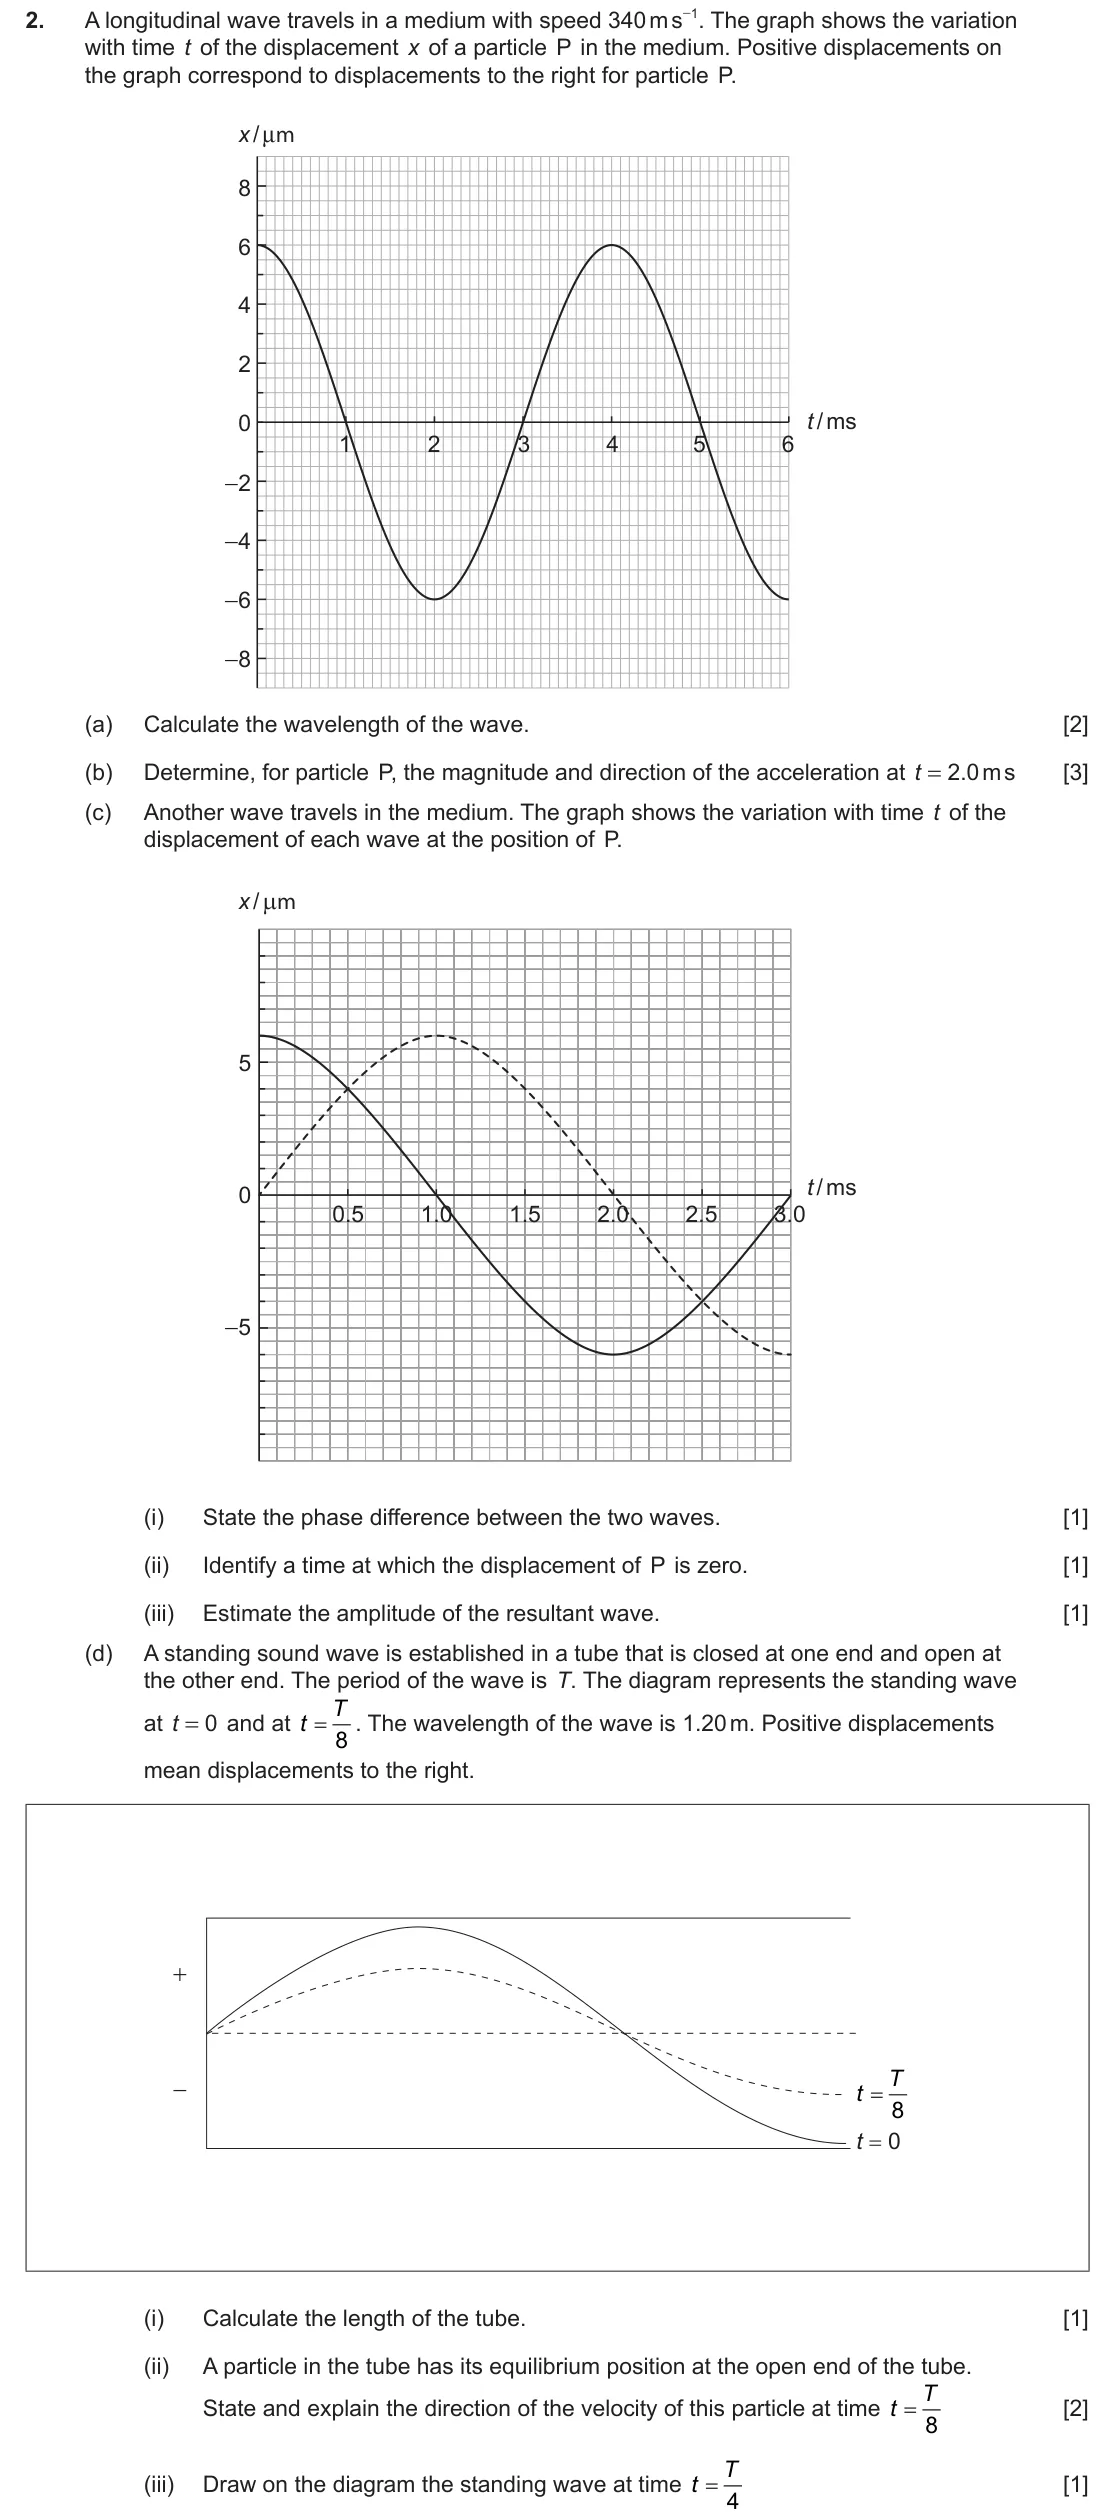 2. A longitudinal wave travels in a medium with speed 340 m s⁻¹. The graph shows the variation
with time t of the displacement x of a particle P in the medium. Positive displacements on
the graph correspond to displacements to the right for particle P.
x/μm
8
6
4
2
0
1 2 3 4 5 6
t/ms
–2
–4
–6
–8
(a) Calculate the wavelength of the wave. [2]
(b) Determine, for particle P, the magnitude and direction of the acceleration at t = 2.0 m s [3]
(c) Another wave travels in the medium. The graph shows the variation with time t of the
displacement of each wave at the position of P.
x/μm
5
0
0.5 1.0 1.5 2.0 2.5 3.0
t/ms
–5
(i) State the phase difference between the two waves. [1]
(ii) Identify a time at which the displacement of P is zero. [1]
(iii) Estimate the amplitude of the resultant wave. [1]
(d) A standing sound wave is established in a tube that is closed at one end and open at
the other end. The period of the wave is T. The diagram represents the standing wave
at t = 0 and at t = T/8. The wavelength of the wave is 1.20 m. Positive displacements
mean displacements to the right.
+
–
t = T/8
t = 0
(i) Calculate the length of the tube. [1]
(ii) A particle in the tube has its equilibrium position at the open end of the tube.
State and explain the direction of the velocity of this particle at time t = T/8 [2]
(iii) Draw on the diagram the standing wave at time t = T/4 [1]